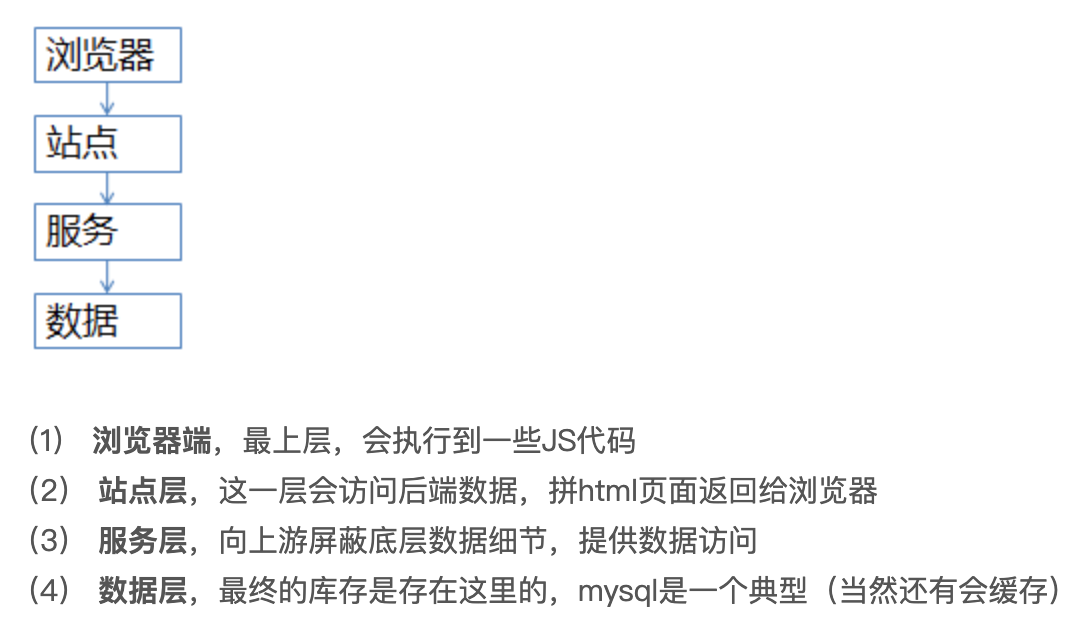 浏览器
站点
服务
数据
(1) 浏览器端，最上层，会执行到一些JS代码
(2) 站点层，这一层会访问后端数据，拼html页面返回给浏览器
(3) 服务层，向上游屏蔽底层数据细节，提供数据访问
(4) 数据层，最终的库存是存在这里的，mysql是一个典型（当然还有会缓存）